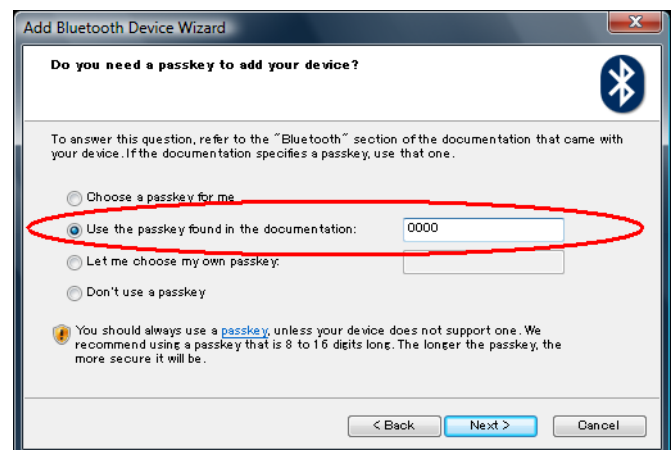 Add Bluetooth Device Wizard
Do you need a passkey to add your device?
To answer this question, refer to the "Bluetooth" section of the documentation that came with
your device. If the documentation specifies a passkey, use that one.
Choose a passkey for me
Use the passkey found in the documentation: 0000
Let me choose my own passkey:
Don't use a passkey
You should always use a passkey, unless your device does not support one. We
recommend using a passkey that is 8 to 16 digits long. The longer the passkey, the
more secure it will be.
< Back Next > Cancel